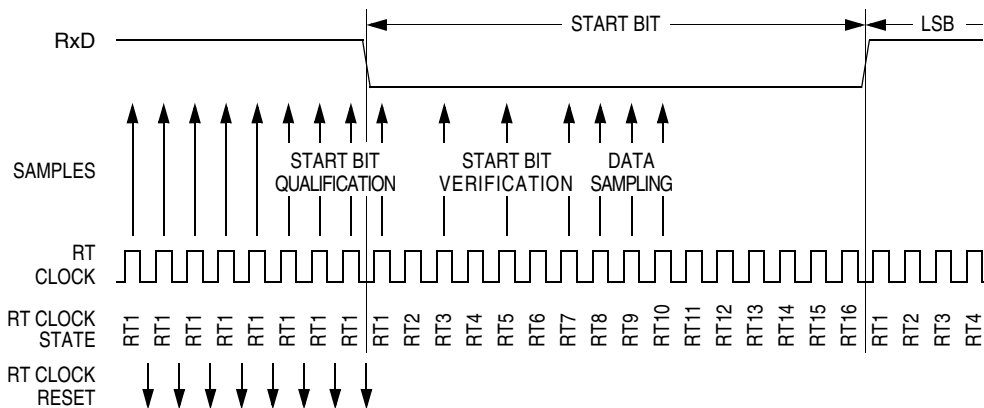 START BIT
LSB
RxD
SAMPLES
START BIT
QUALIFICATION
START BIT
VERIFICATION
DATA
SAMPLING
RT
CLOCK
RT CLOCK
STATE
RT1 RT1 RT1 RT1 RT1 RT1 RT1 RT1 RT1 RT2 RT3 RT4 RT5 RT6 RT7 RT8 RT9 RT10 RT11 RT12 RT13 RT14 RT15 RT16 RT1 RT2 RT3 RT4
RT CLOCK
RESET